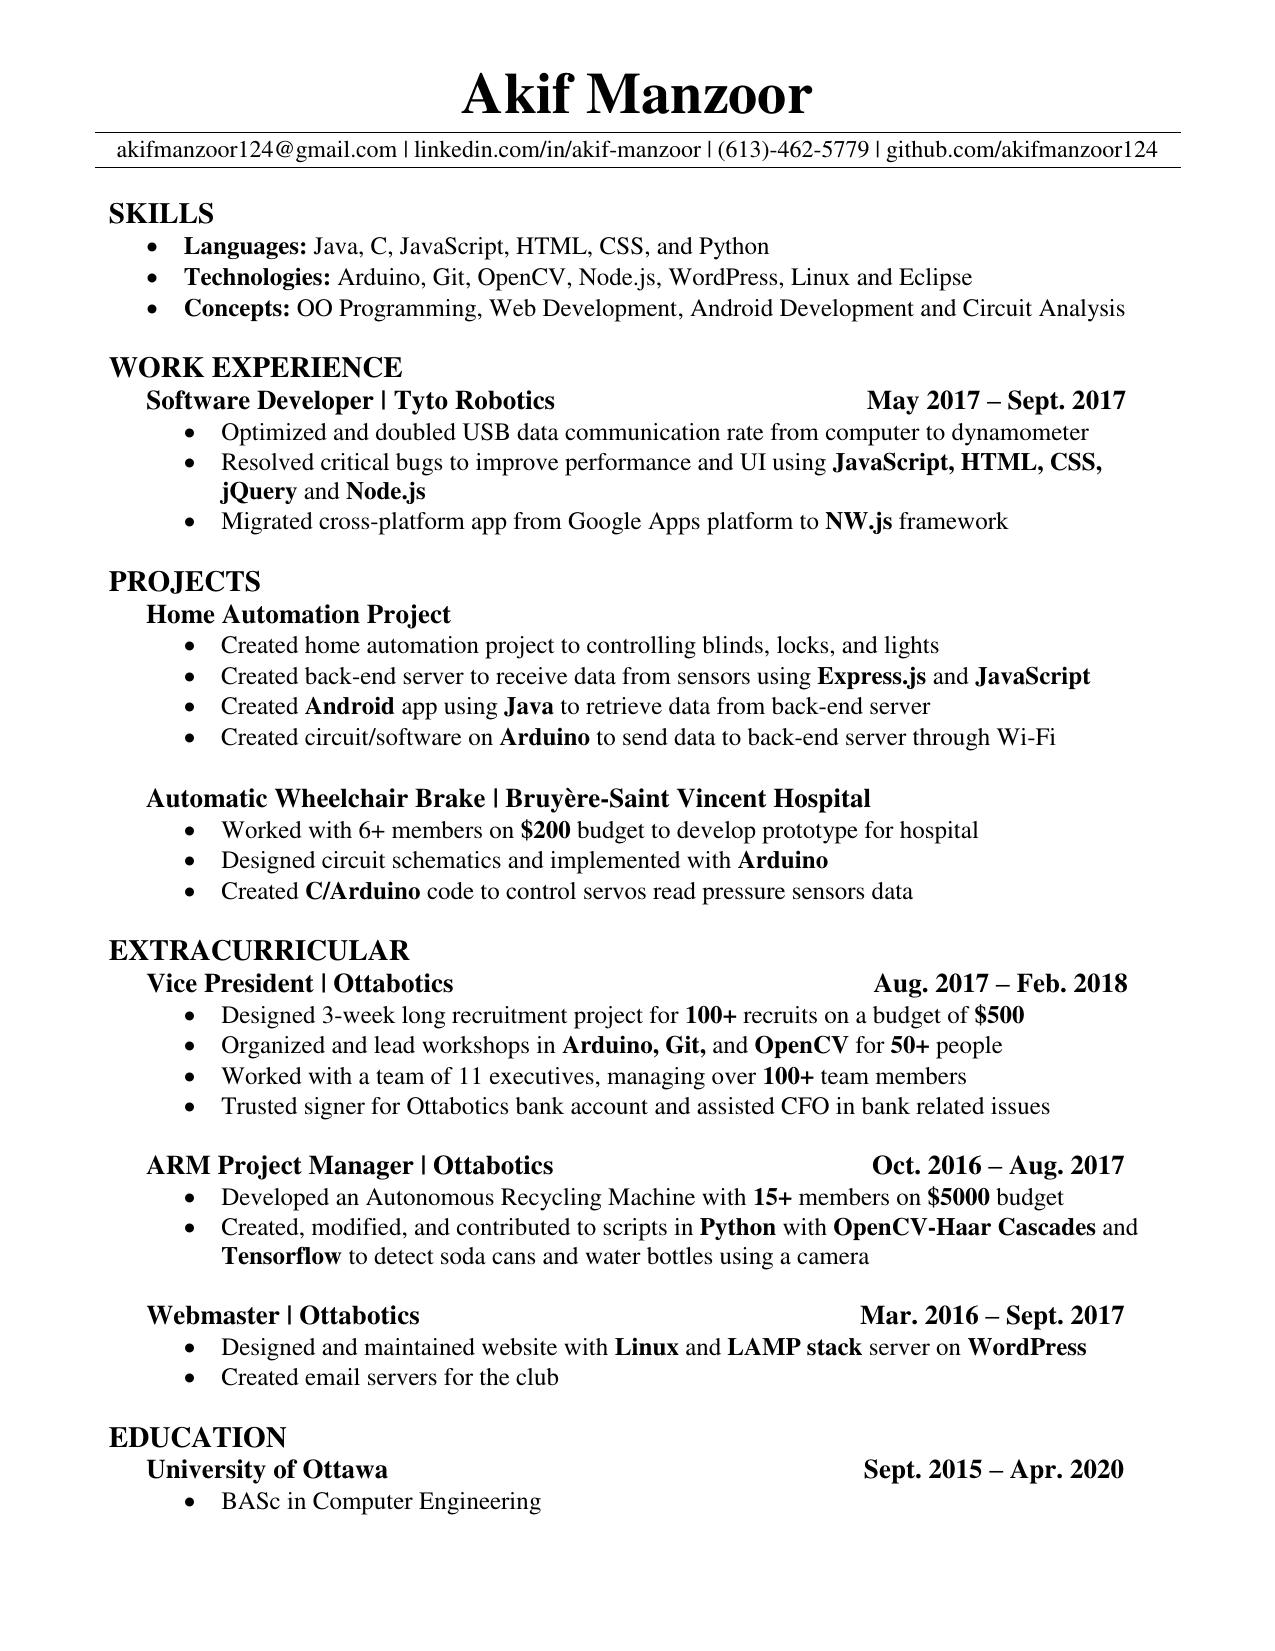 Akif Manzoor
akifmanzoor124@gmail.com | linkedin.com/in/akif-manzoor | (613)-462-5779 | github.com/akifmanzoor124
SKILLS
• Languages: Java, C, JavaScript, HTML, CSS, and Python
• Technologies: Arduino, Git, OpenCV, Node.js, WordPress, Linux and Eclipse
• Concepts: OO Programming, Web Development, Android Development and Circuit Analysis
WORK EXPERIENCE
Software Developer | Tyto Robotics May 2017 – Sept. 2017
• Optimized and doubled USB data communication rate from computer to dynamometer
• Resolved critical bugs to improve performance and UI using JavaScript, HTML, CSS,
jQuery and Node.js
• Migrated cross-platform app from Google Apps platform to NW.js framework
PROJECTS
Home Automation Project
• Created home automation project to controlling blinds, locks, and lights
• Created back-end server to receive data from sensors using Express.js and JavaScript
• Created Android app using Java to retrieve data from back-end server
• Created circuit/software on Arduino to send data to back-end server through Wi-Fi
Automatic Wheelchair Brake | Bruyère-Saint Vincent Hospital
• Worked with 6+ members on $200 budget to develop prototype for hospital
• Designed circuit schematics and implemented with Arduino
• Created C/Arduino code to control servos read pressure sensors data
EXTRACURRICULAR
Vice President | Ottabotics Aug. 2017 – Feb. 2018
• Designed 3-week long recruitment project for 100+ recruits on a budget of $500
• Organized and lead workshops in Arduino, Git, and OpenCV for 50+ people
• Worked with a team of 11 executives, managing over 100+ team members
• Trusted signer for Ottabotics bank account and assisted CFO in bank related issues
ARM Project Manager | Ottabotics Oct. 2016 – Aug. 2017
• Developed an Autonomous Recycling Machine with 15+ members on $5000 budget
• Created, modified, and contributed to scripts in Python with OpenCV-Haar Cascades and
Tensorflow to detect soda cans and water bottles using a camera
Webmaster | Ottabotics Mar. 2016 – Sept. 2017
• Designed and maintained website with Linux and LAMP stack server on WordPress
• Created email servers for the club
EDUCATION
University of Ottawa Sept. 2015 – Apr. 2020
• BASc in Computer Engineering